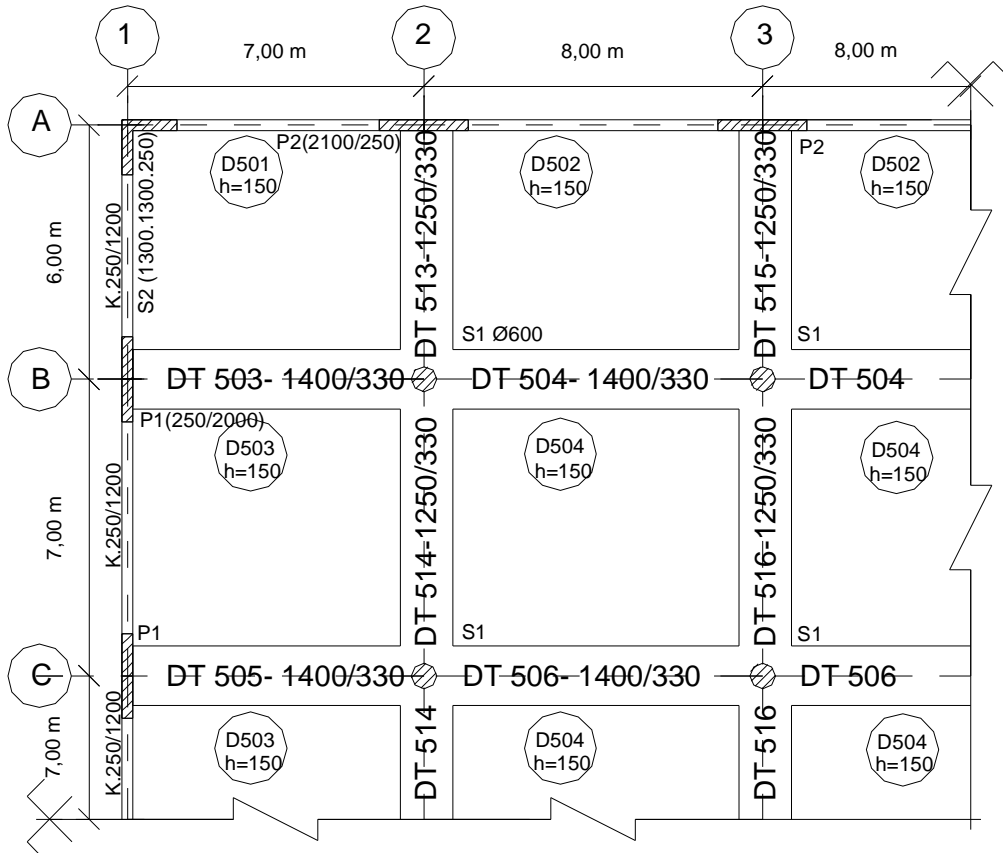 1
2
3
7,00 m
8,00 m
8,00 m
A
P2(2100/250)
P2
D501
h=150
D502
h=150
D502
h=150
S2 (1300.1300.250)
K.250/1200
6,00 m
DT 513-1250/330
DT 515-1250/330
S1 Ø600
S1
B
DT 503- 1400/330
DT 504- 1400/330
DT 504
P1(250/2000)
D503
h=150
D504
h=150
D504
h=150
K.250/1200
7,00 m
DT 514-1250/330
DT 516-1250/330
P1
S1
S1
C
DT 505- 1400/330
DT 506- 1400/330
DT 506
K.250/1200
7,00 m
D503
h=150
DT 514
D504
h=150
DT 516
D504
h=150